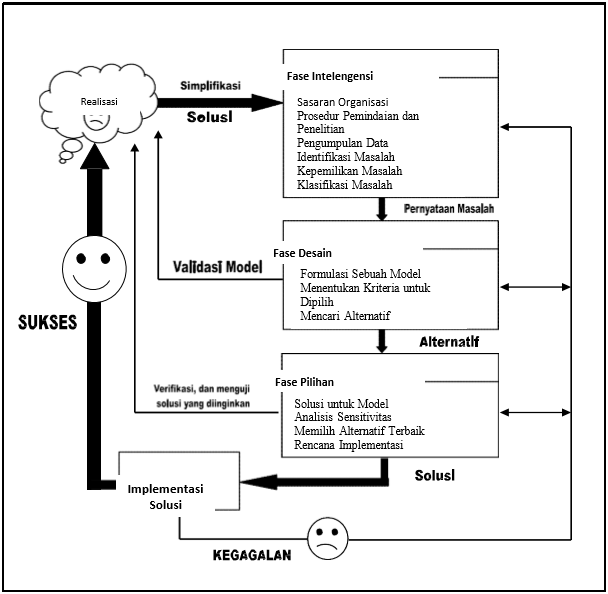 Realisasi
Simplifikasi
Solusi
Fase Intelengensi
Sasaran Organisasi
Prosedur Pemindaian dan
Penelitian
Pengumpulan Data
Identifikasi Masalah
Kepemilikan Masalah
Klasifikasi Masalah
Pernyataan Masalah
Fase Desain
Formulasi Sebuah Model
Menentukan Kriteria untuk
Dipilih
Mencari Alternatif
Validasi Model
Alternatif
SUKSES
Fase Pilihan
Solusi untuk Model
Analisis Sensitivitas
Memilih Alternatif Terbaik
Rencana Implementasi
Verifikasi, dan menguji
solusi yang diinginkan
Solusi
Implementasi
Solusi
KEGAGALAN